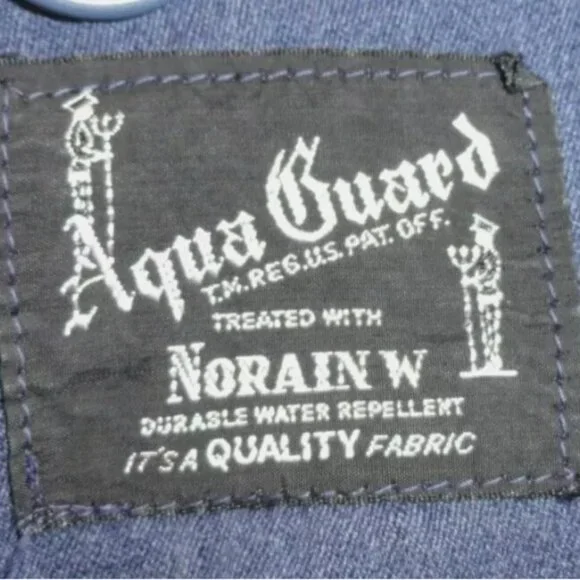 Aqua Guard
T.M.REG.U.S.PAT. OFF.
TREATED WITH
NORAIN W
DURABLE WATER REPELLENT
IT'S A QUALITY FABRIC